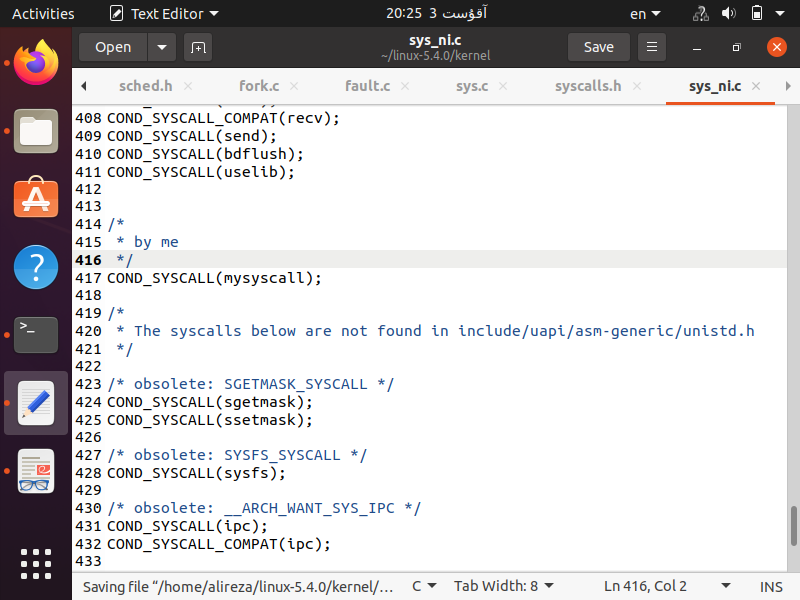 Activities Text Editor 20:25 3 آقۇست en
Open sys_ni.c Save
~/linux-5.4.0/kernel
sched.h fork.c fault.c sys.c syscalls.h sys_ni.c
408 COND_SYSCALL_COMPAT(recv);
409 COND_SYSCALL(send);
410 COND_SYSCALL(bdflush);
411 COND_SYSCALL(uselib);
412
413
414 /*
415 * by me
416 */
417 COND_SYSCALL(mysyscall);
418
419 /*
420 * The syscalls below are not found in include/uapi/asm-generic/unistd.h
421 */
422
423 /* obsolete: SGETMASK_SYSCALL */
424 COND_SYSCALL(sgetmask);
425 COND_SYSCALL(ssetmask);
426
427 /* obsolete: SYSFS_SYSCALL */
428 COND_SYSCALL(sysfs);
429
430 /* obsolete: __ARCH_WANT_SYS_IPC */
431 COND_SYSCALL(ipc);
432 COND_SYSCALL_COMPAT(ipc);
433
Saving file “/home/alireza/linux-5.4.0/kernel/… C Tab Width: 8 Ln 416, Col 2 INS